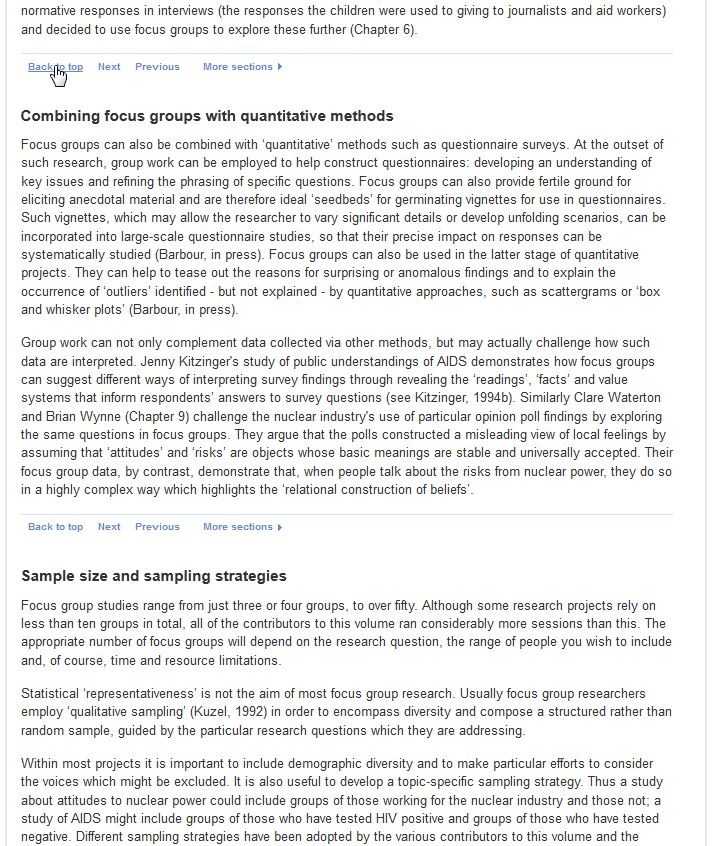 normative responses in interviews (the responses the children were used to giving to journalists and aid workers)
and decided to use focus groups to explore these further (Chapter 6).
Back to top Next Previous More sections
Combining focus groups with quantitative methods
Focus groups can also be combined with ‘quantitative’ methods such as questionnaire surveys. At the outset of
such research, group work can be employed to help construct questionnaires: developing an understanding of
key issues and refining the phrasing of specific questions. Focus groups can also provide fertile ground for
eliciting anecdotal material and are therefore ideal ‘seedbeds’ for germinating vignettes for use in questionnaires.
Such vignettes, which may allow the researcher to vary significant details or develop unfolding scenarios, can be
incorporated into large-scale questionnaire studies, so that their precise impact on responses can be
systematically studied (Barbour, in press). Focus groups can also be used in the latter stage of quantitative
projects. They can help to tease out the reasons for surprising or anomalous findings and to explain the
occurrence of ‘outliers’ identified - but not explained - by quantitative approaches, such as scattergrams or ‘box
and whisker plots’ (Barbour, in press).
Group work can not only complement data collected via other methods, but may actually challenge how such
data are interpreted. Jenny Kitzinger's study of public understandings of AIDS demonstrates how focus groups
can suggest different ways of interpreting survey findings through revealing the ‘readings’, ‘facts’ and value
systems that inform respondents’ answers to survey questions (see Kitzinger, 1994b). Similarly Clare Waterton
and Brian Wynne (Chapter 9) challenge the nuclear industry's use of particular opinion poll findings by exploring
the same questions in focus groups. They argue that the polls constructed a misleading view of local feelings by
assuming that ‘attitudes’ and ‘risks’ are objects whose basic meanings are stable and universally accepted. Their
focus group data, by contrast, demonstrate that, when people talk about the risks from nuclear power, they do so
in a highly complex way which highlights the ‘relational construction of beliefs’.
Back to top Next Previous More sections
Sample size and sampling strategies
Focus group studies range from just three or four groups, to over fifty. Although some research projects rely on
less than ten groups in total, all of the contributors to this volume ran considerably more sessions than this. The
appropriate number of focus groups will depend on the research question, the range of people you wish to include
and, of course, time and resource limitations.
Statistical ‘representativeness’ is not the aim of most focus group research. Usually focus group researchers
employ ‘qualitative sampling’ (Kuzel, 1992) in order to encompass diversity and compose a structured rather than
random sample, guided by the particular research questions which they are addressing.
Within most projects it is important to include demographic diversity and to make particular efforts to consider
the voices which might be excluded. It is also useful to develop a topic-specific sampling strategy. Thus a study
about attitudes to nuclear power could include groups of those working for the nuclear industry and those not; a
study of AIDS might include groups of those who have tested HIV positive and groups of those who have tested
negative. Different sampling strategies have been adopted by the various contributors to this volume and the